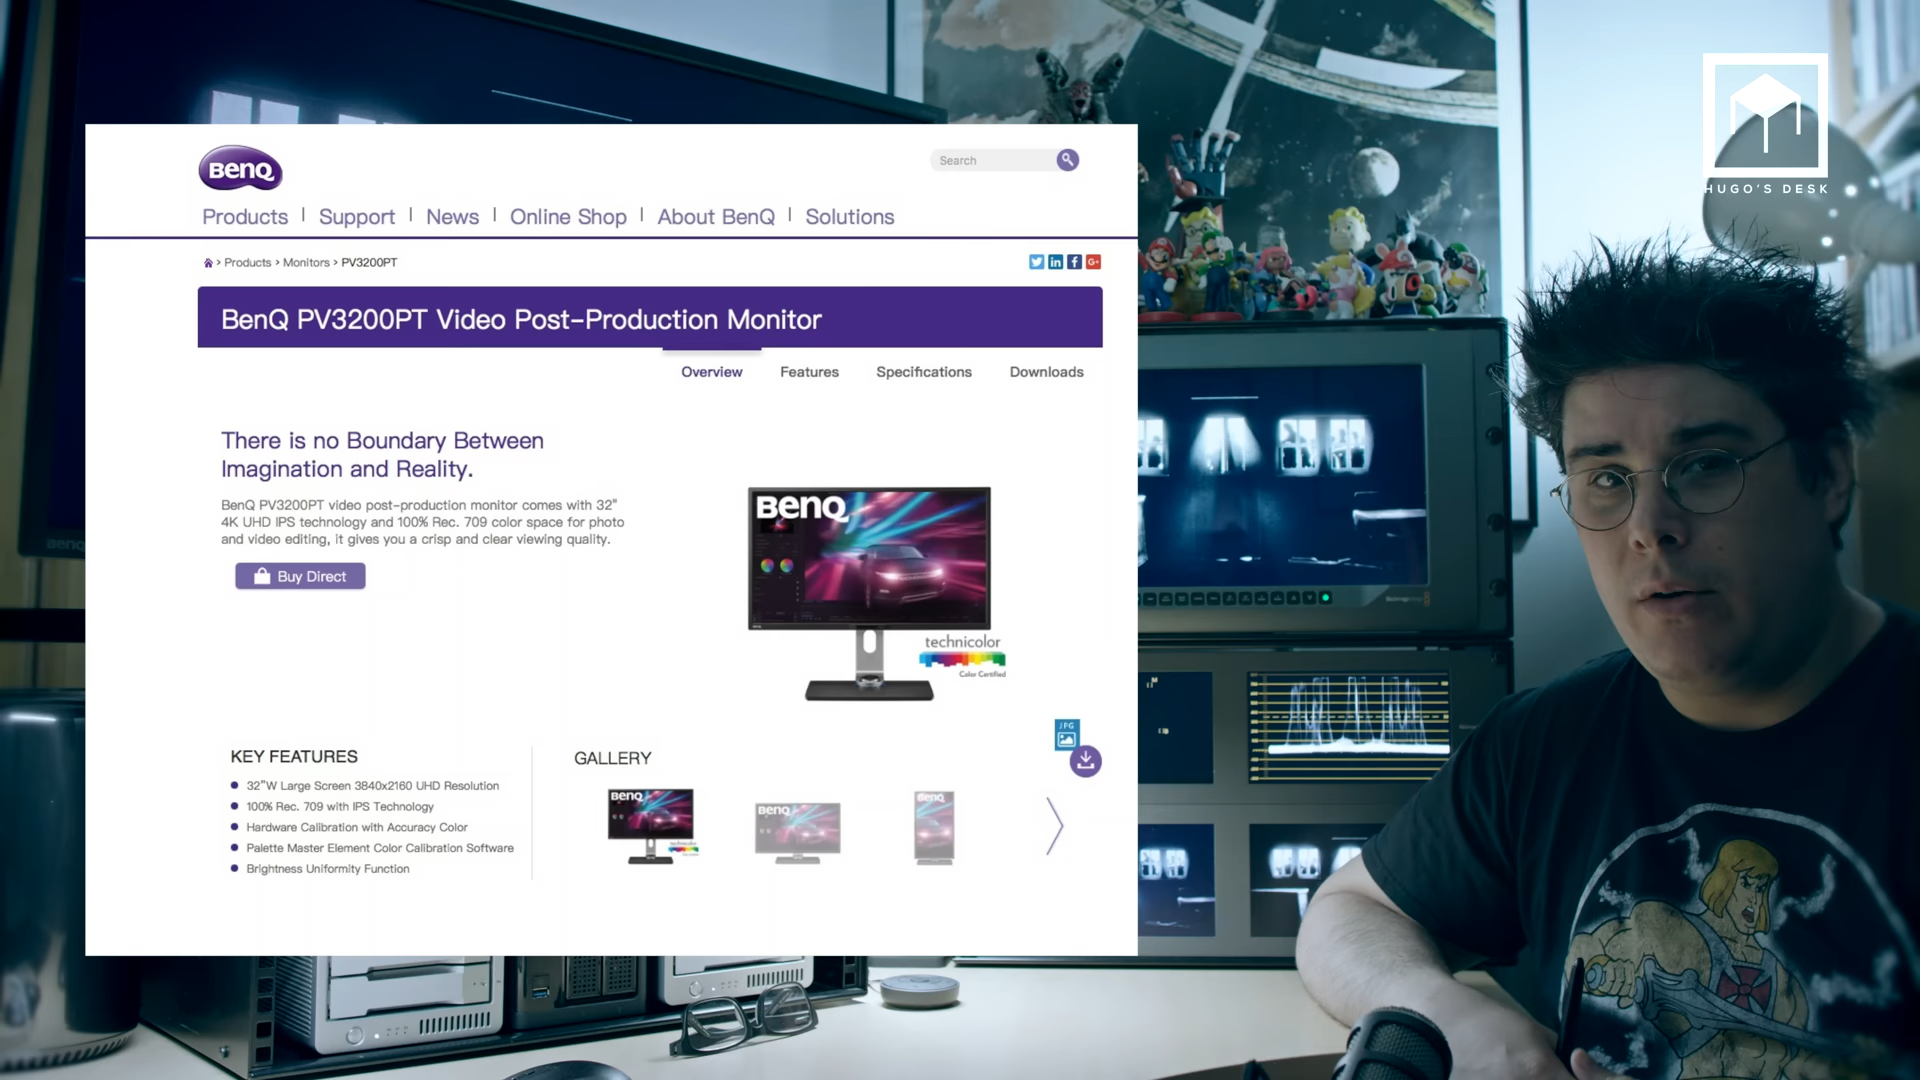 HUGO'S DESK
BenQ
Search
Products | Support | News | Online Shop | About BenQ | Solutions
> Products > Monitors > PV3200PT
BenQ PV3200PT Video Post-Production Monitor
Overview Features Specifications Downloads
There is no Boundary Between
Imagination and Reality.
BenQ PV3200PT video post-production monitor comes with 32"
4K UHD IPS technology and 100% Rec. 709 color space for photo
and video editing, it gives you a crisp and clear viewing quality.
Buy Direct
BenQ
technicolor
Color Certified
JPG
KEY FEATURES
32"W Large Screen 3840x2160 UHD Resolution
100% Rec. 709 with IPS Technology
Hardware Calibration with Accuracy Color
Palette Master Element Color Calibration Software
Brightness Uniformity Function
GALLERY
BenQ
technicolor
BenQ
BenQ
BenQ